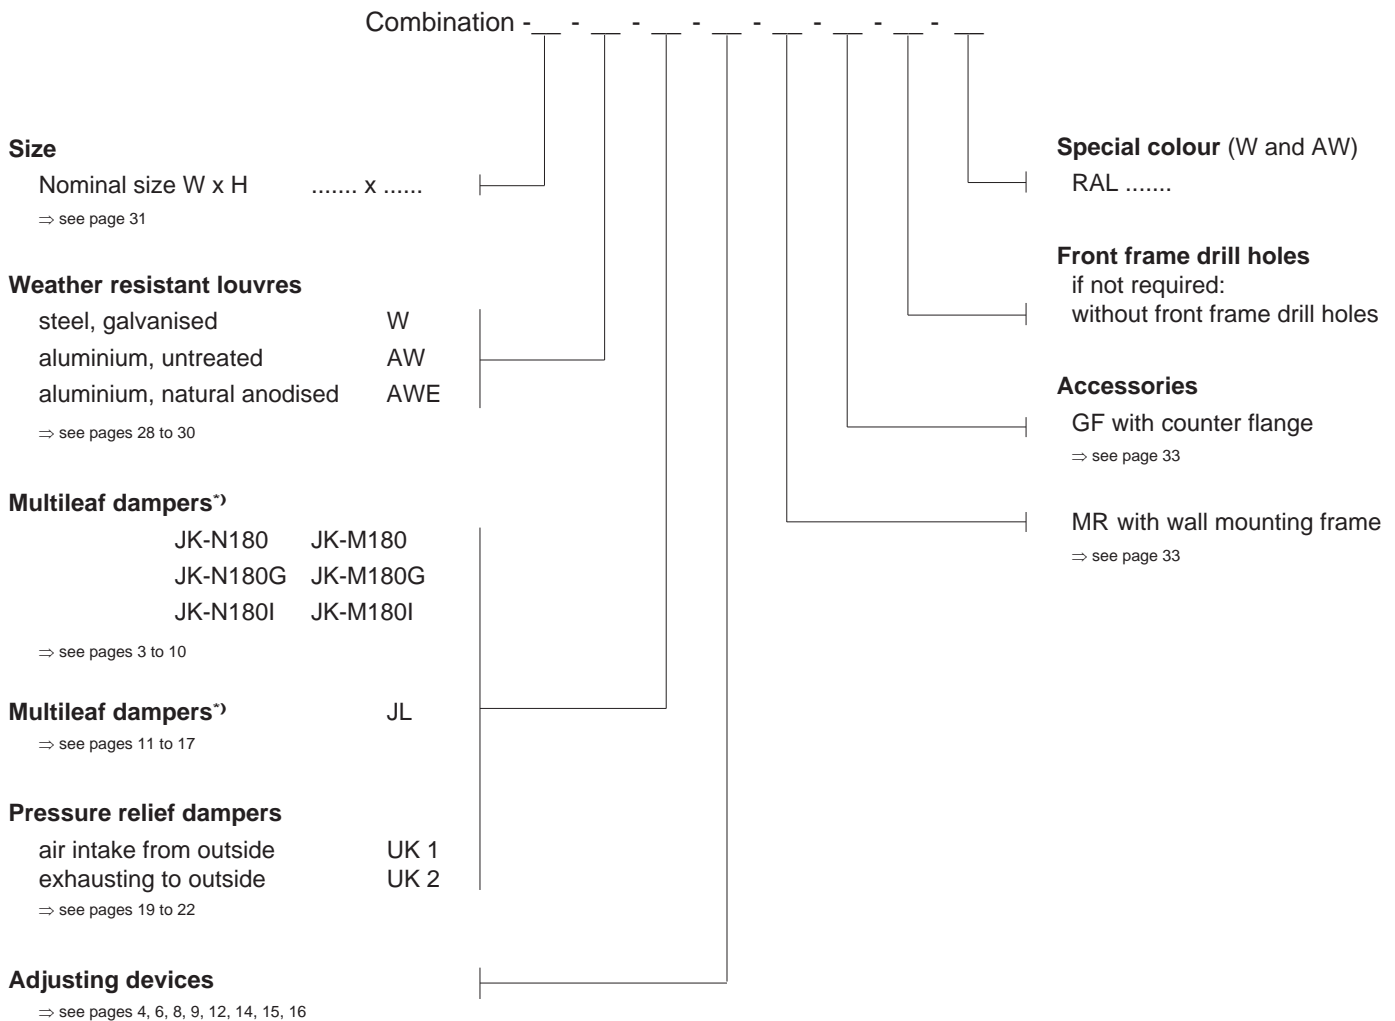 Combination - __ - __ - __ - __ - __ - __ - __ - __
Size
Nominal size W x H ....... x ......
⇒ see page 31
Weather resistant louvres
steel, galvanised W
aluminium, untreated AW
aluminium, natural anodised AWE
⇒ see pages 28 to 30
Multileaf dampers*)
JK-N180 JK-M180
JK-N180G JK-M180G
JK-N180I JK-M180I
⇒ see pages 3 to 10
Multileaf dampers*) JL
⇒ see pages 11 to 17
Pressure relief dampers
air intake from outside UK 1
exhausting to outside UK 2
⇒ see pages 19 to 22
Adjusting devices
⇒ see pages 4, 6, 8, 9, 12, 14, 15, 16
Special colour (W and AW)
RAL .......
Front frame drill holes
if not required:
without front frame drill holes
Accessories
GF with counter flange
⇒ see page 33
MR with wall mounting frame
⇒ see page 33